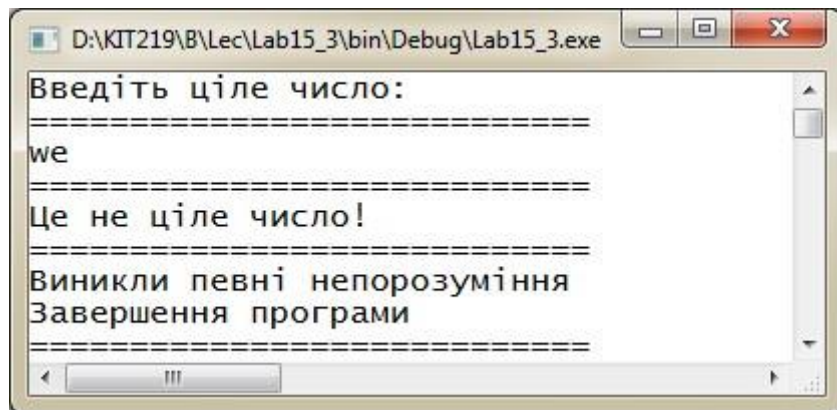 D:\KIT219\B\Lec\Lab15_3\bin\Debug\Lab15_3.exe
Введіть ціле число:
============================
we
============================
Це не ціле число!
============================
Виникли певні непорозуміння
Завершення програми
============================